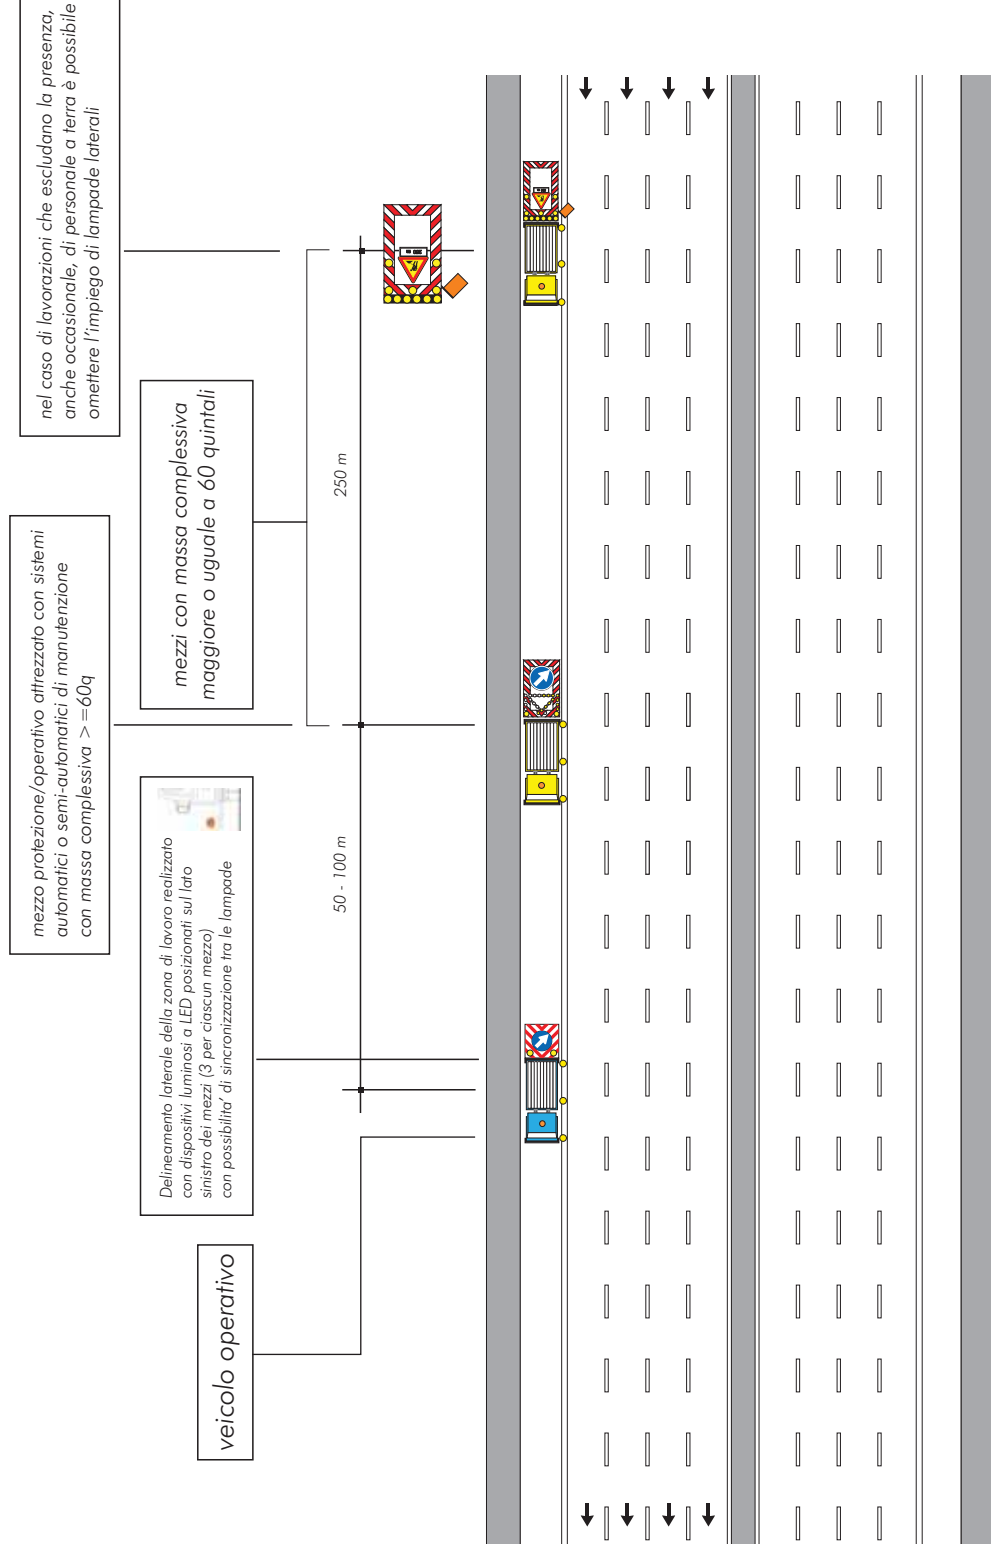 nel caso di lavorazioni che escludano la presenza,
anche occasionale, di personale a terra è possibile
omettere l'impiego di lampade laterali
mezzi con massa complessiva
maggiore o uguale a 60 quintali
mezzo protezione/operativo attrezzato con sistemi
automatici o semi-automatici di manutenzione
con massa complessiva >=60q
Delineamento laterale della zona di lavoro realizzato
con dispositivi luminosi a LED posizionati sul lato
sinistro dei mezzi (3 per ciascun mezzo)
con possibilita' di sincronizzazione tra le lampade
veicolo operativo
250 m
50 - 100 m